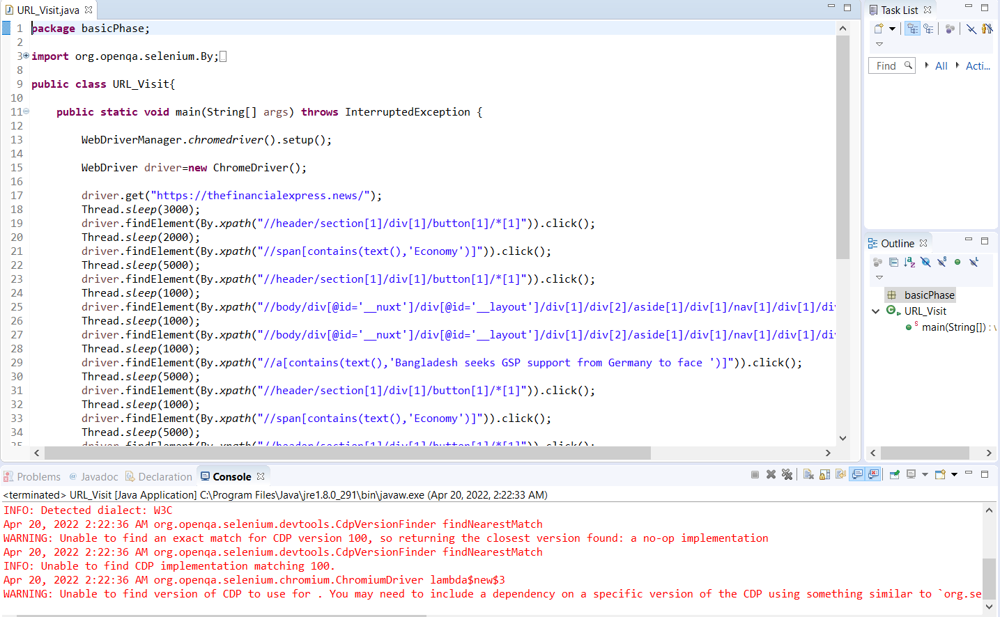 URL_Visit.java
1 package basicPhase;
2
3 import org.openqa.selenium.By;
8
9 public class URL_Visit{
10
11 public static void main(String[] args) throws InterruptedException {
12
13 WebDriverManager.chromedriver().setup();
14
15 WebDriver driver=new ChromeDriver();
16
17 driver.get("https://thefinancialexpress.news/");
18 Thread.sleep(3000);
19 driver.findElement(By.xpath("//header/section[1]/div[1]/button[1]/*[1]")).click();
20 Thread.sleep(2000);
21 driver.findElement(By.xpath("//span[contains(text(),'Economy')]")).click();
22 Thread.sleep(5000);
23 driver.findElement(By.xpath("//header/section[1]/div[1]/button[1]/*[1]")).click();
24 Thread.sleep(1000);
25 driver.findElement(By.xpath("//body/div[@id='__nuxt']/div[@id='__layout']/div[1]/div[2]/aside[1]/div[1]/nav[1]/div[1]/div
26 Thread.sleep(1000);
27 driver.findElement(By.xpath("//body/div[@id='__nuxt']/div[@id='__layout']/div[1]/div[2]/aside[1]/div[1]/nav[1]/div[1]/div
28 Thread.sleep(1000);
29 driver.findElement(By.xpath("//a[contains(text(),'Bangladesh seeks GSP support from Germany to face ')]")).click();
30 Thread.sleep(5000);
31 driver.findElement(By.xpath("//header/section[1]/div[1]/button[1]/*[1]")).click();
32 Thread.sleep(1000);
33 driver.findElement(By.xpath("//span[contains(text(),'Economy')]")).click();
34 Thread.sleep(5000);
35 driver.findElement(By.xpath("//header/section[1]/div[1]/button[1]/*[1]")).click();
Task List
Find All Acti...
Outline
basicPhase
URL_Visit
main(String[]) :
Problems @ Javadoc Declaration Console
<terminated> URL_Visit [Java Application] C:\Program Files\Java\jre1.8.0_291\bin\javaw.exe (Apr 20, 2022, 2:22:33 AM)
INFO: Detected dialect: W3C
Apr 20, 2022 2:22:36 AM org.openqa.selenium.devtools.CdpVersionFinder findNearestMatch
WARNING: Unable to find an exact match for CDP version 100, so returning the closest version found: a no-op implementation
Apr 20, 2022 2:22:36 AM org.openqa.selenium.devtools.CdpVersionFinder findNearestMatch
INFO: Unable to find CDP implementation matching 100.
Apr 20, 2022 2:22:36 AM org.openqa.selenium.chromium.ChromiumDriver lambda$new$3
WARNING: Unable to find version of CDP to use for . You may need to include a dependency on a specific version of the CDP using something similar to `org.se